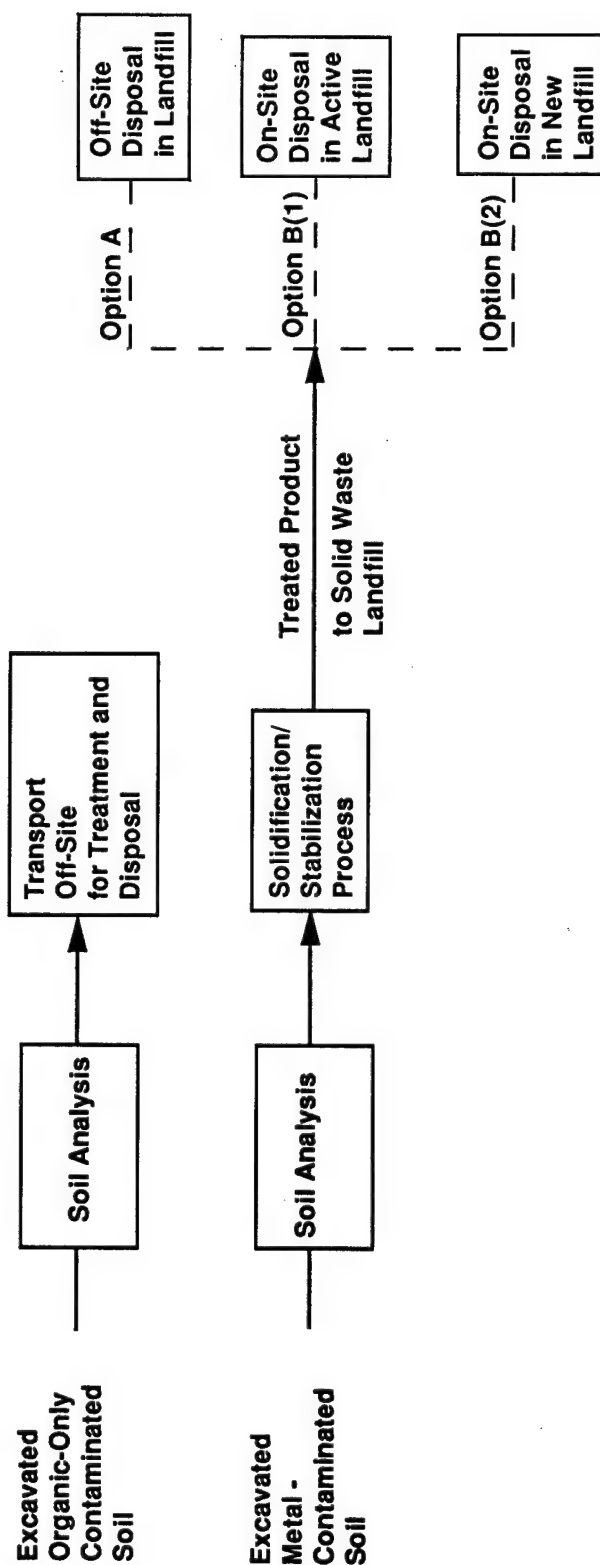 Excavated
Organic-Only
Contaminated
Soil
Soil Analysis
Transport
Off-Site
for Treatment and
Disposal
Excavated
Metal -
Contaminated
Soil
Soil Analysis
Solidification/
Stabilization
Process
Treated Product
to Solid Waste
Landfill
Option A
Off-Site
Disposal
in Landfill
Option B(1)
On-Site
Disposal
in Active
Landfill
Option B(2)
On-Site
Disposal
in New
Landfill